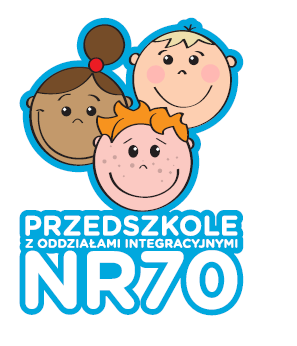 PRZEDSZKOLE
Z ODDZIAŁAMI INTEGRACYJNYMI
NR70